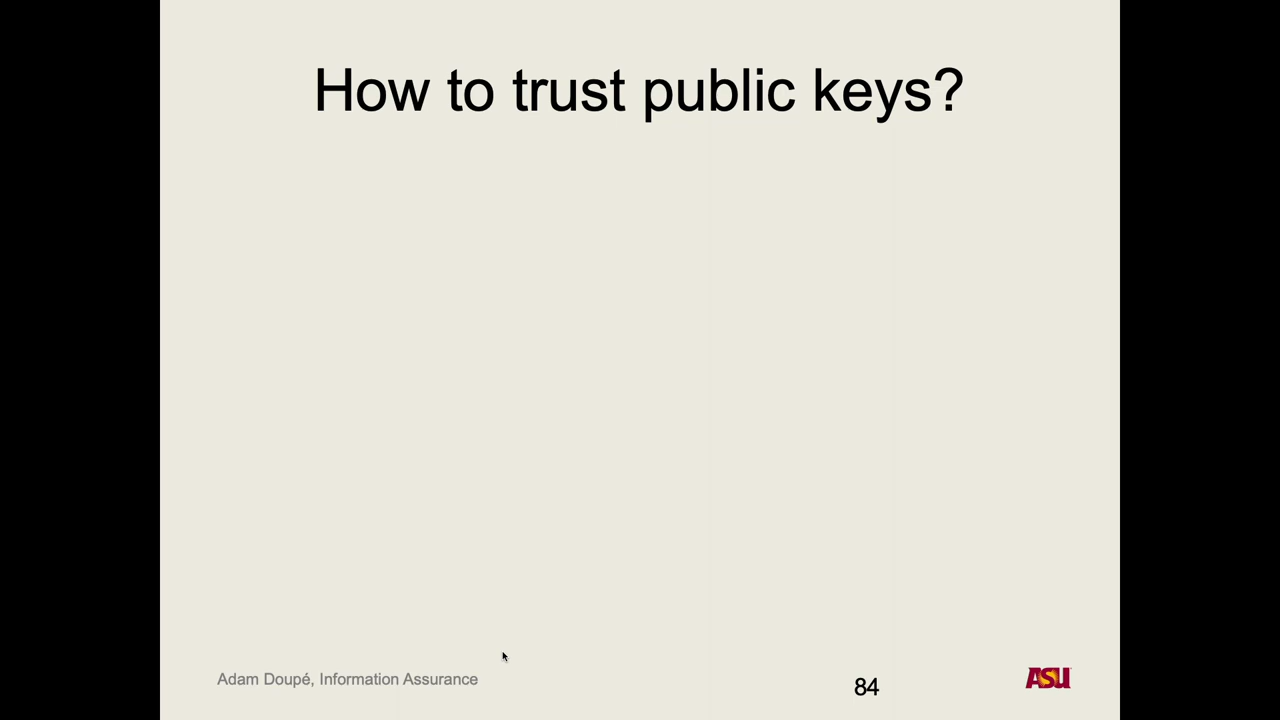 How to trust public keys?
Adam Doupé, Information Assurance
84
ASU